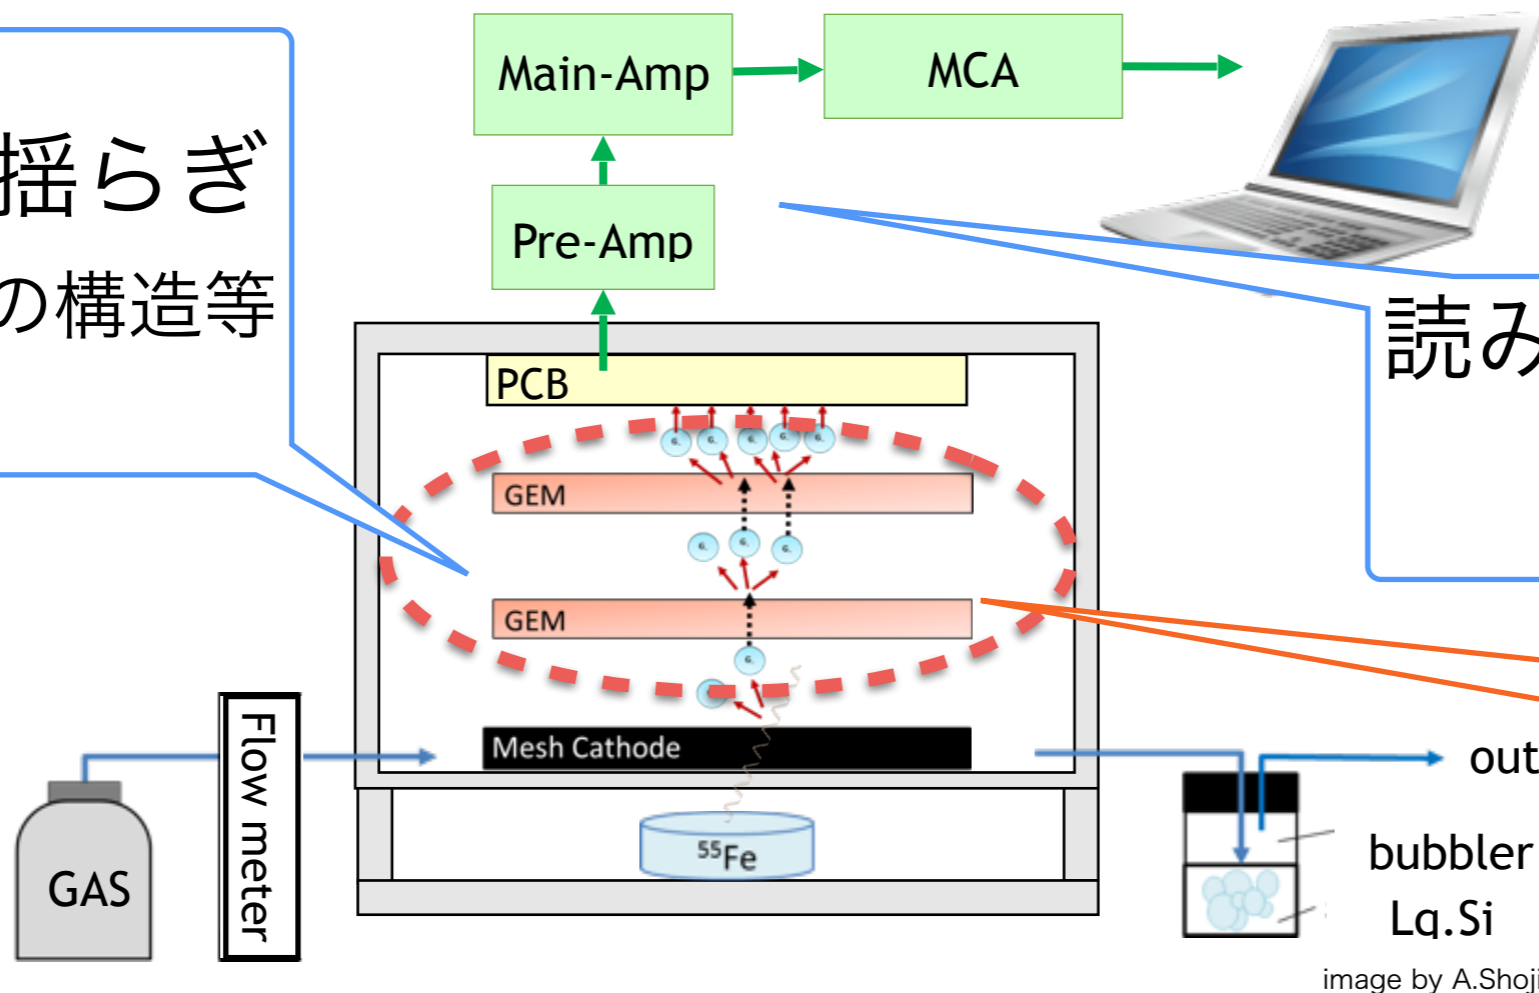 揺らぎ
の構造等
Main-Amp
MCA
Pre-Amp
読み
PCB
GEM
GEM
Mesh Cathode
Flow meter
GAS
⁵⁵Fe
out
bubbler
Lq.Si
image by A.Shoji